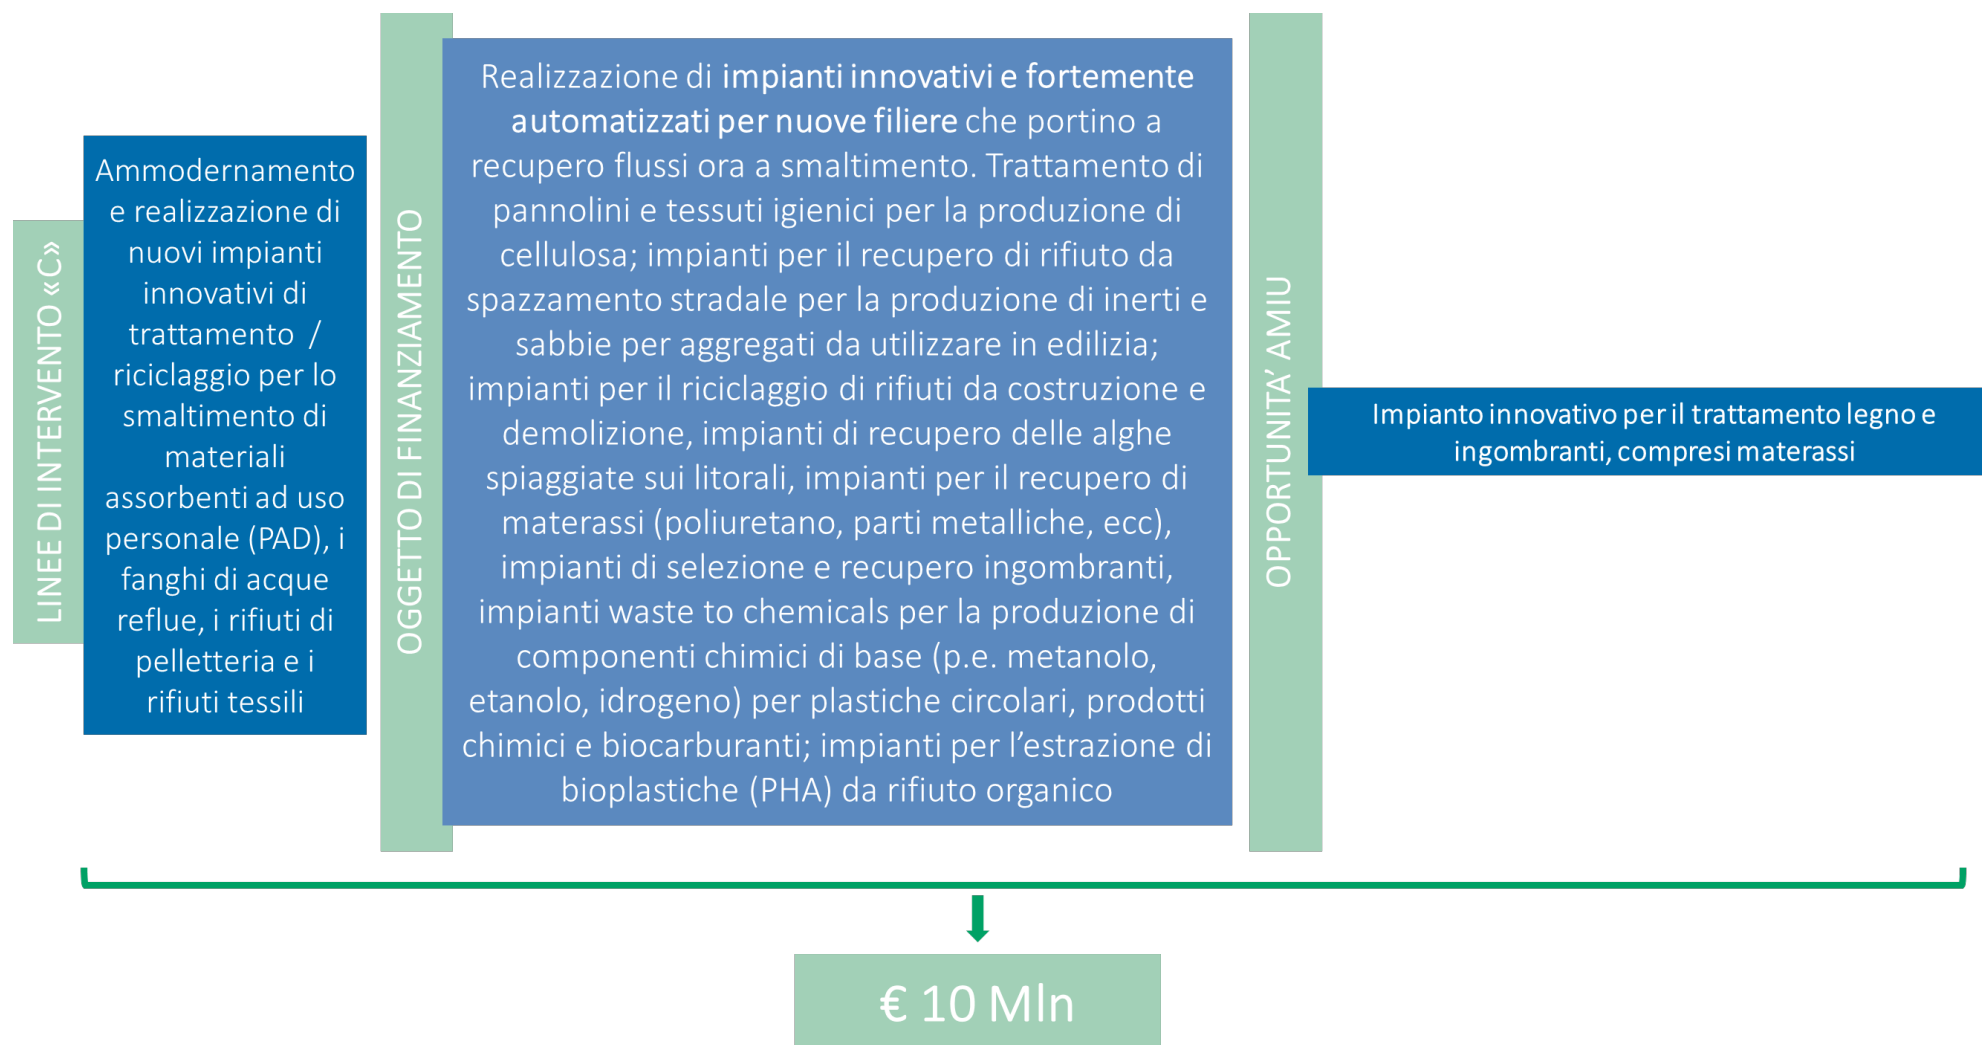 LINEE DI INTERVENTO «C»
Ammodernamento
e realizzazione di
nuovi impianti
innovativi di
trattamento /
riciclaggio per lo
smaltimento di
materiali
assorbenti ad uso
personale (PAD), i
fanghi di acque
reflue, i rifiuti di
pelletteria e i
rifiuti tessili
OGGETTO DI FINANZIAMENTO
Realizzazione di impianti innovativi e fortemente
automatizzati per nuove filiere che portino a
recupero flussi ora a smaltimento. Trattamento di
pannolini e tessuti igienici per la produzione di
cellulosa; impianti per il recupero di rifiuto da
spazzamento stradale per la produzione di inerti e
sabbie per aggregati da utilizzare in edilizia;
impianti per il riciclaggio di rifiuti da costruzione e
demolizione, impianti di recupero delle alghe
spiaggiate sui litorali, impianti per il recupero di
materassi (poliuretano, parti metalliche, ecc),
impianti di selezione e recupero ingombranti,
impianti waste to chemicals per la produzione di
componenti chimici di base (p.e. metanolo,
etanolo, idrogeno) per plastiche circolari, prodotti
chimici e biocarburanti; impianti per l’estrazione di
bioplastiche (PHA) da rifiuto organico
OPPORTUNITA’ AMIU
Impianto innovativo per il trattamento legno e
ingombranti, compresi materassi
€ 10 Mln